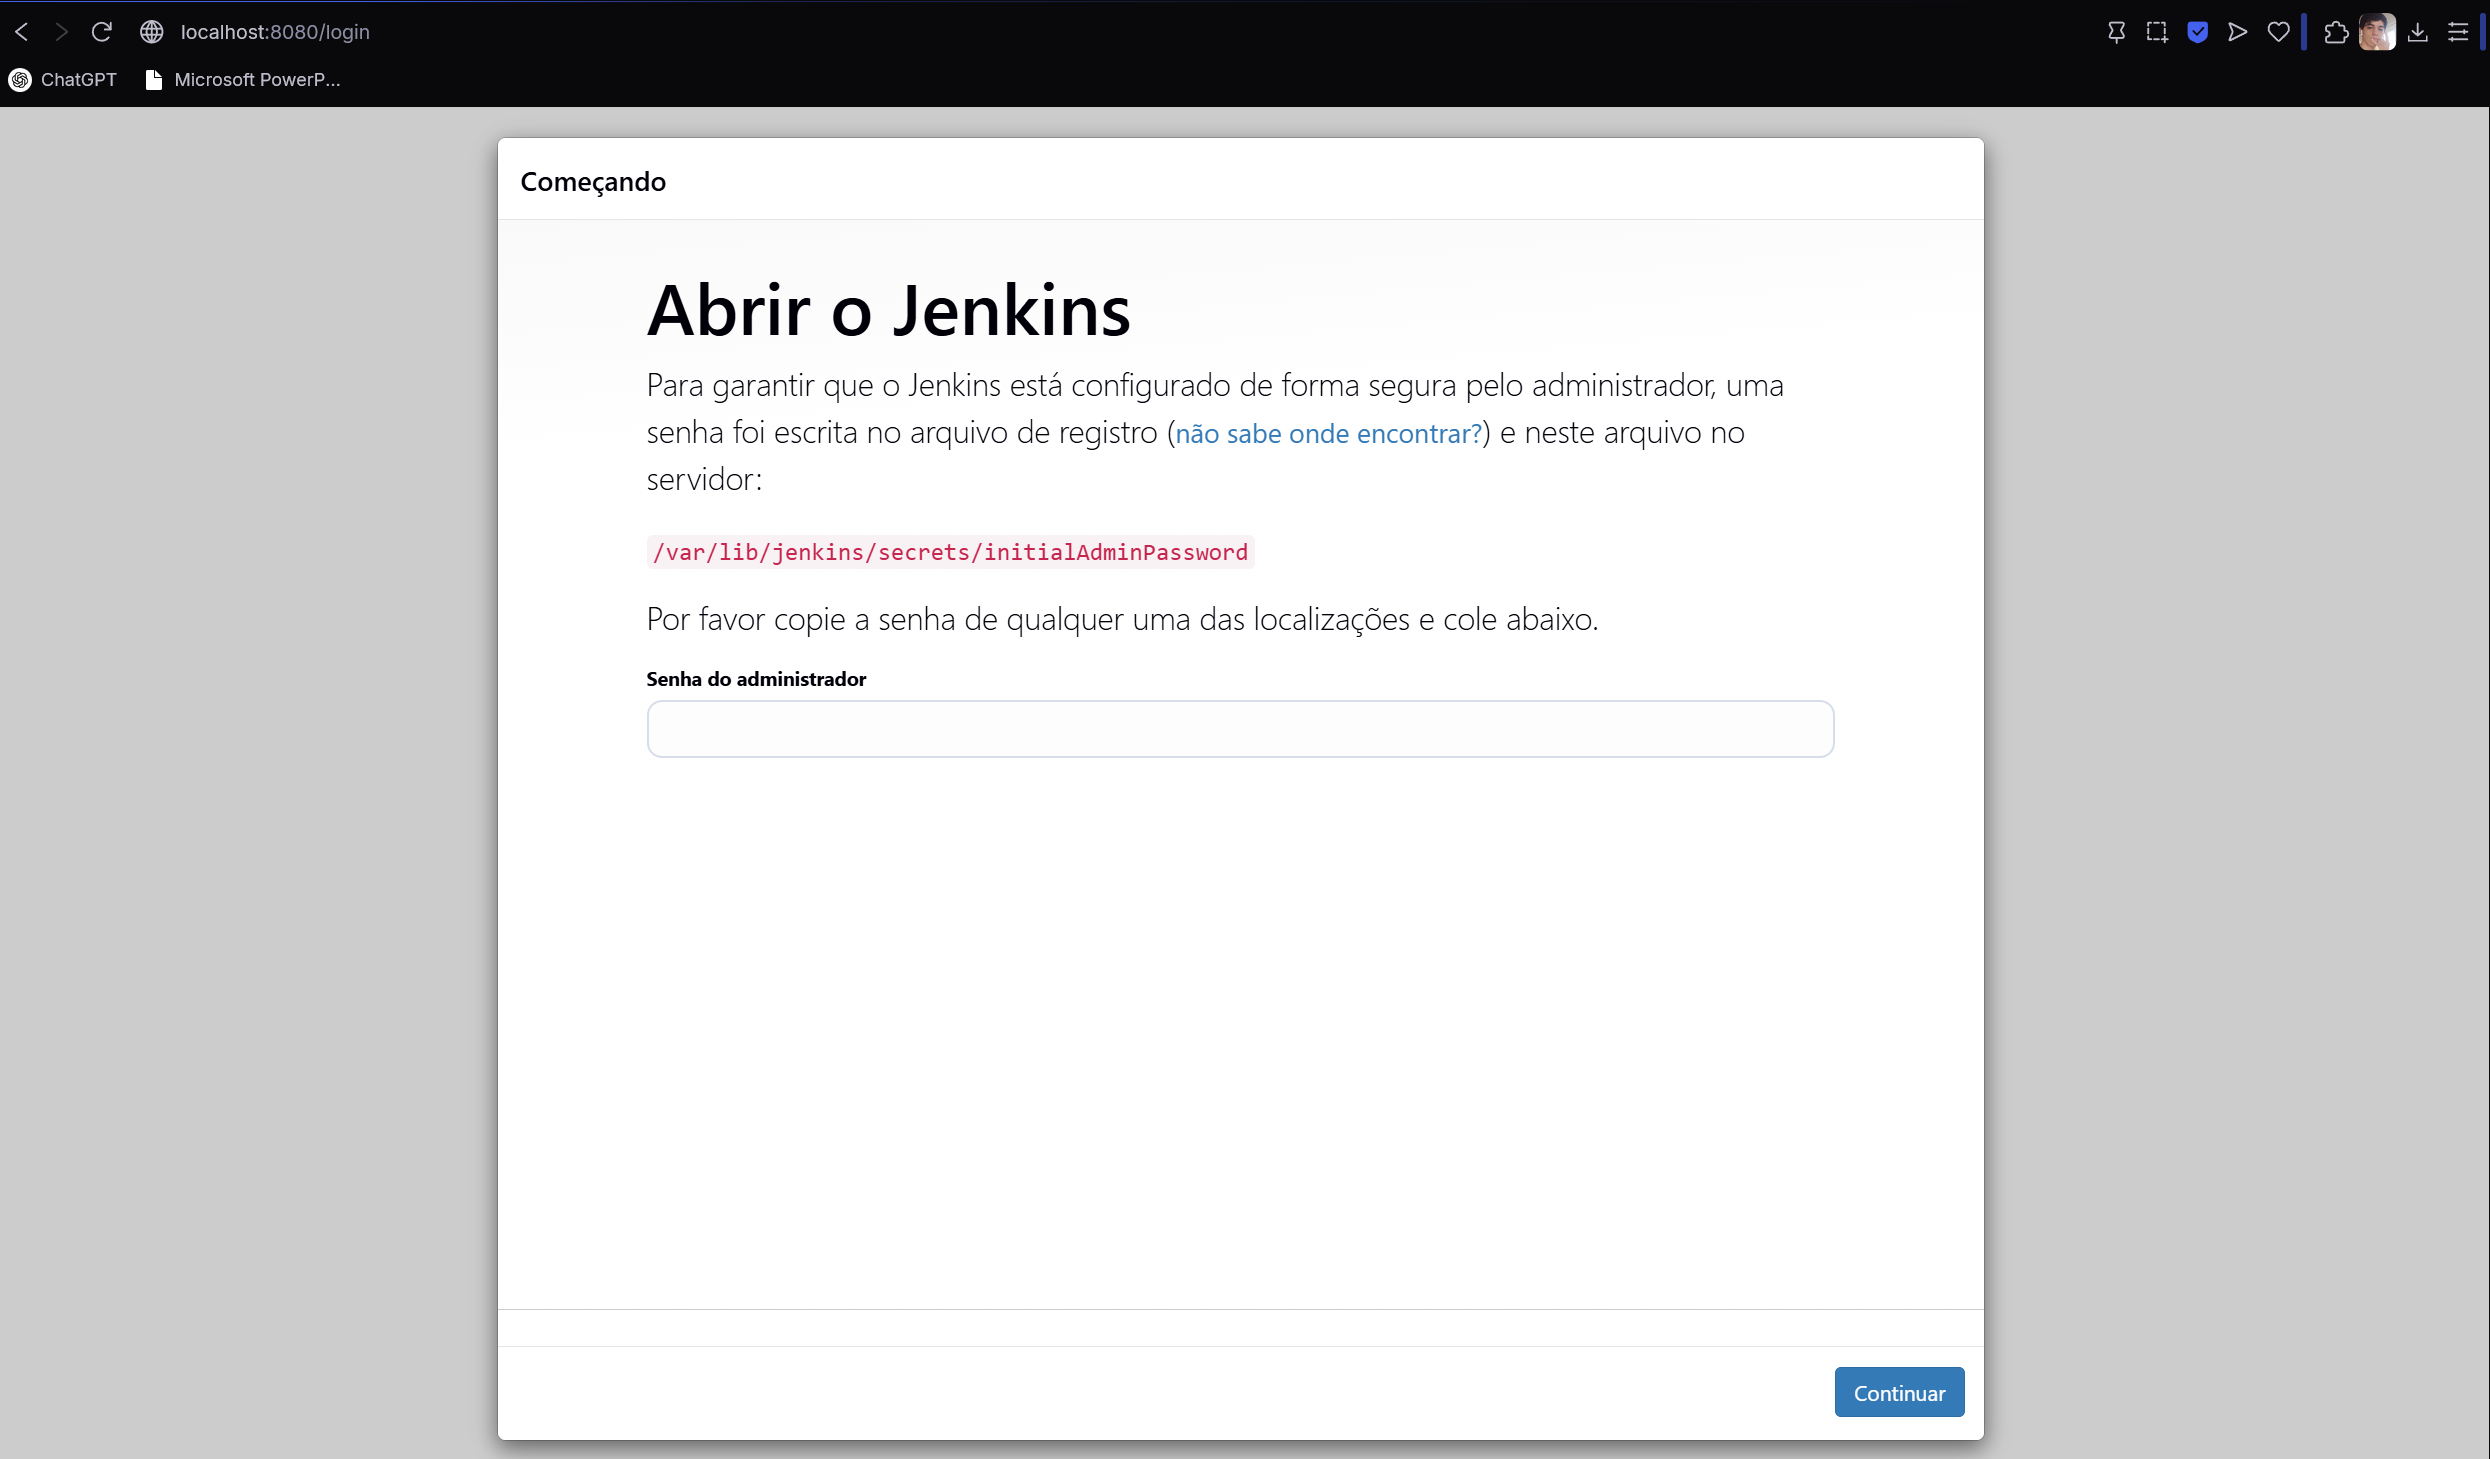 localhost:8080/login
ChatGPT
Microsoft PowerP...
Começando
Abrir o Jenkins
Para garantir que o Jenkins está configurado de forma segura pelo administrador, uma
senha foi escrita no arquivo de registro (não sabe onde encontrar?) e neste arquivo no
servidor:
/var/lib/jenkins/secrets/initialAdminPassword
Por favor copie a senha de qualquer uma das localizações e cole abaixo.
Senha do administrador
Continuar